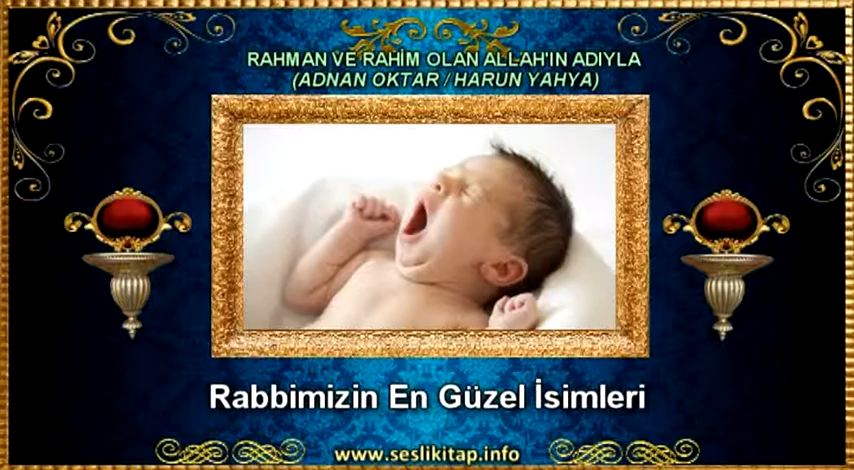 RAHMAN VE RAHİM OLAN ALLAH'IN ADIYLA
(ADNAN OKTAR / HARUN YAHYA)
Rabbimizin En Güzel İsimleri
www.seslikitap.info